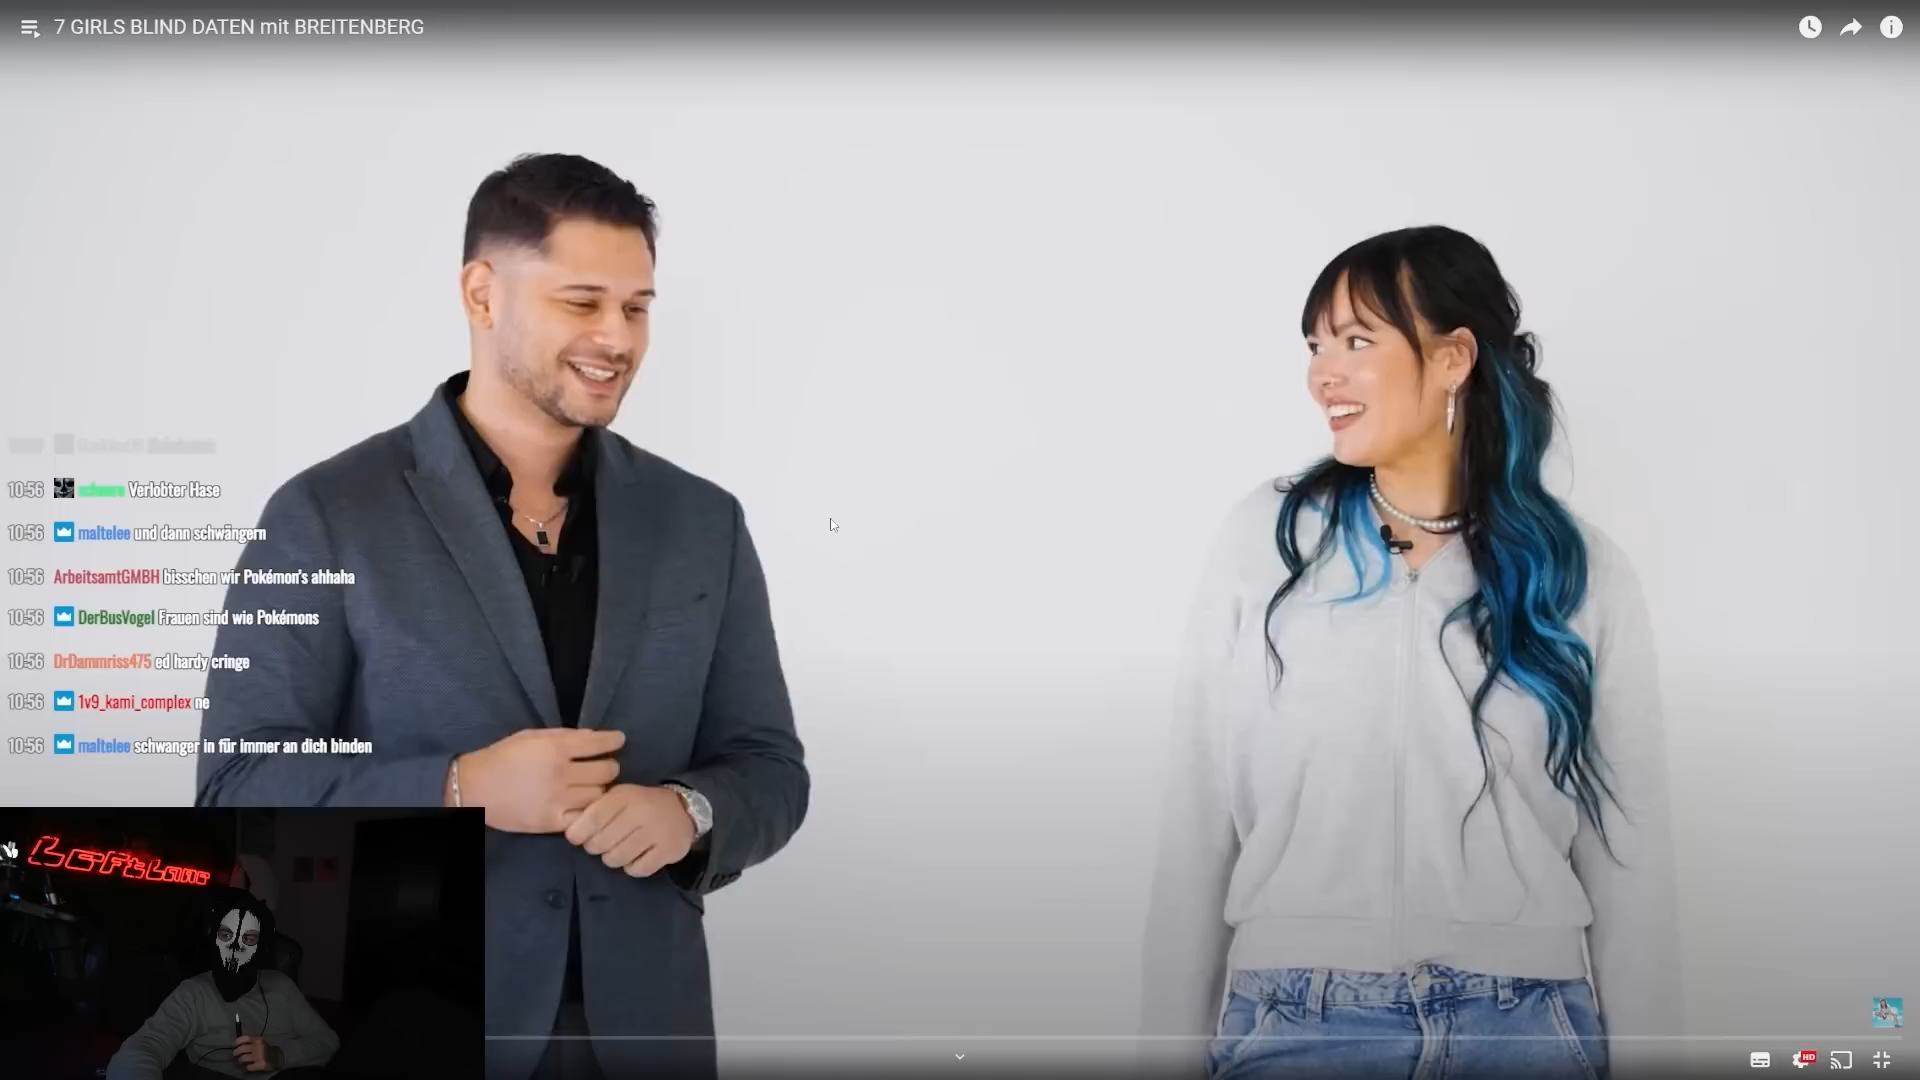 7 GIRLS BLIND DATEN mit BREITENBERG
10:56 Verlobter Hase
10:56 maltelee und dann schwängern
10:56 ArbeitsamtGMBH bisschen wir Pokémon's ahhaha
10:56 DerBusVogel Frauen sind wie Pokémons
10:56 DrDammriss475 ed hardy cringe
10:56 1v9_kami_complex ne
10:56 maltelee schwanger in für immer an dich binden
HD